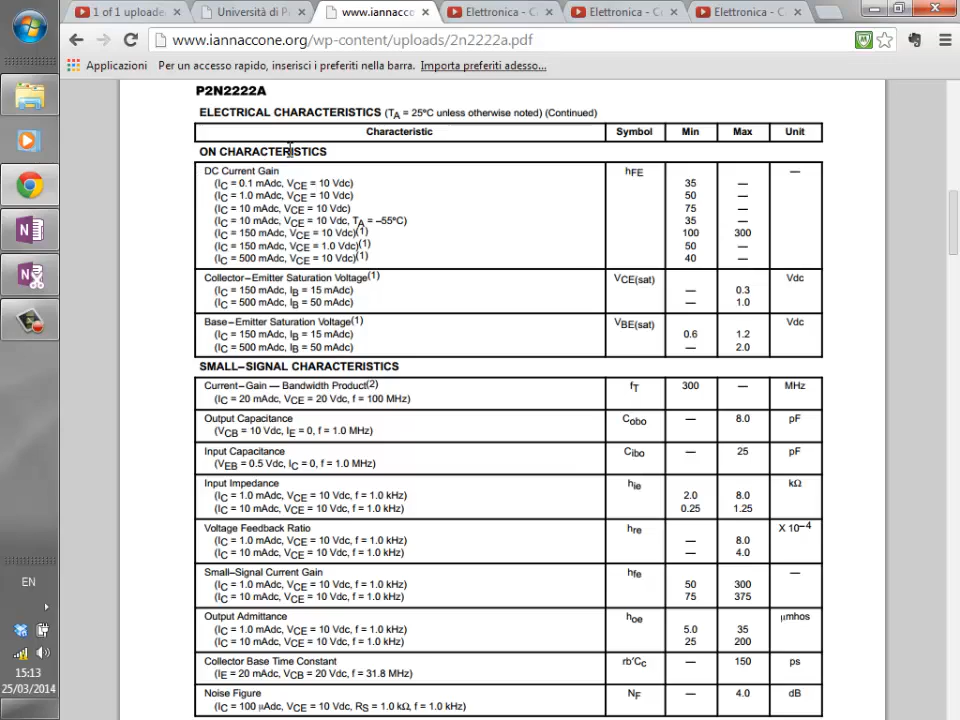 1 of 1 uploade
Università di P
www.iannacco
Elettronica - C
Elettronica - C
Elettronica - C
www.iannaccone.org/wp-content/uploads/2n2222a.pdf
Applicazioni Per un accesso rapido, inserisci i preferiti nella barra. Importa preferiti adesso...
P2N2222A
ELECTRICAL CHARACTERISTICS (TA = 25°C unless otherwise noted) (Continued)
Characteristic Symbol Min Max Unit
ON CHARACTERISTICS
DC Current Gain hFE —
(IC = 0.1 mAdc, VCE = 10 Vdc) 35 —
(IC = 1.0 mAdc, VCE = 10 Vdc) 50 —
(IC = 10 mAdc, VCE = 10 Vdc) 75 —
(IC = 10 mAdc, VCE = 10 Vdc, TA = –55°C) 35 —
(IC = 150 mAdc, VCE = 10 Vdc)(1) 100 300
(IC = 150 mAdc, VCE = 1.0 Vdc)(1) 50 —
(IC = 500 mAdc, VCE = 10 Vdc)(1) 40 —
Collector–Emitter Saturation Voltage(1) VCE(sat) Vdc
(IC = 150 mAdc, IB = 15 mAdc) — 0.3
(IC = 500 mAdc, IB = 50 mAdc) — 1.0
Base–Emitter Saturation Voltage(1) VBE(sat) Vdc
(IC = 150 mAdc, IB = 15 mAdc) 0.6 1.2
(IC = 500 mAdc, IB = 50 mAdc) — 2.0
SMALL–SIGNAL CHARACTERISTICS
Current–Gain — Bandwidth Product(2) fT 300 — MHz
(IC = 20 mAdc, VCE = 20 Vdc, f = 100 MHz)
Output Capacitance Cobo — 8.0 pF
(VCB = 10 Vdc, IE = 0, f = 1.0 MHz)
Input Capacitance Cibo — 25 pF
(VEB = 0.5 Vdc, IC = 0, f = 1.0 MHz)
Input Impedance hie kΩ
(IC = 1.0 mAdc, VCE = 10 Vdc, f = 1.0 kHz) 2.0 8.0
(IC = 10 mAdc, VCE = 10 Vdc, f = 1.0 kHz) 0.25 1.25
Voltage Feedback Ratio hre X 10–4
(IC = 1.0 mAdc, VCE = 10 Vdc, f = 1.0 kHz) — 8.0
(IC = 10 mAdc, VCE = 10 Vdc, f = 1.0 kHz) — 4.0
Small–Signal Current Gain hfe —
(IC = 1.0 mAdc, VCE = 10 Vdc, f = 1.0 kHz) 50 300
(IC = 10 mAdc, VCE = 10 Vdc, f = 1.0 kHz) 75 375
Output Admittance hoe μmhos
(IC = 1.0 mAdc, VCE = 10 Vdc, f = 1.0 kHz) 5.0 35
(IC = 10 mAdc, VCE = 10 Vdc, f = 1.0 kHz) 25 200
Collector Base Time Constant rb′Cc — 150 ps
(IE = 20 mAdc, VCB = 20 Vdc, f = 31.8 MHz)
Noise Figure NF — 4.0 dB
(IC = 100 μAdc, VCE = 10 Vdc, RS = 1.0 kΩ, f = 1.0 kHz)
EN
15:13
25/03/2014